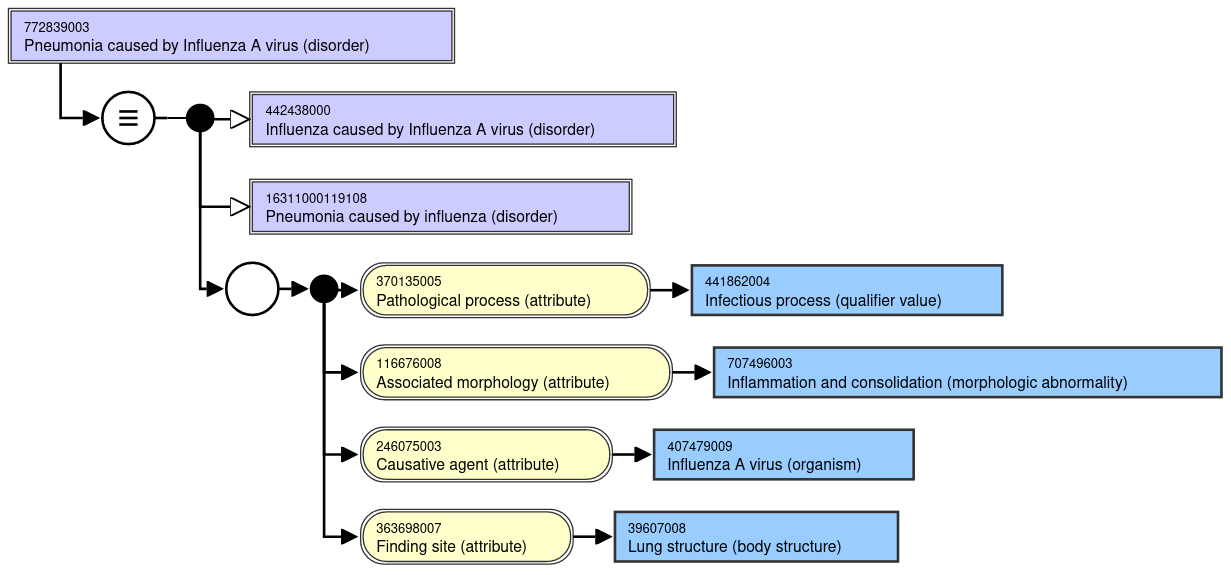 772839003
Pneumonia caused by Influenza A virus (disorder)
442438000
Influenza caused by Influenza A virus (disorder)
16311000119108
Pneumonia caused by influenza (disorder)
370135005
Pathological process (attribute)
441862004
Infectious process (qualifier value)
116676008
Associated morphology (attribute)
707496003
Inflammation and consolidation (morphologic abnormality)
246075003
Causative agent (attribute)
407479009
Influenza A virus (organism)
363698007
Finding site (attribute)
39607008
Lung structure (body structure)